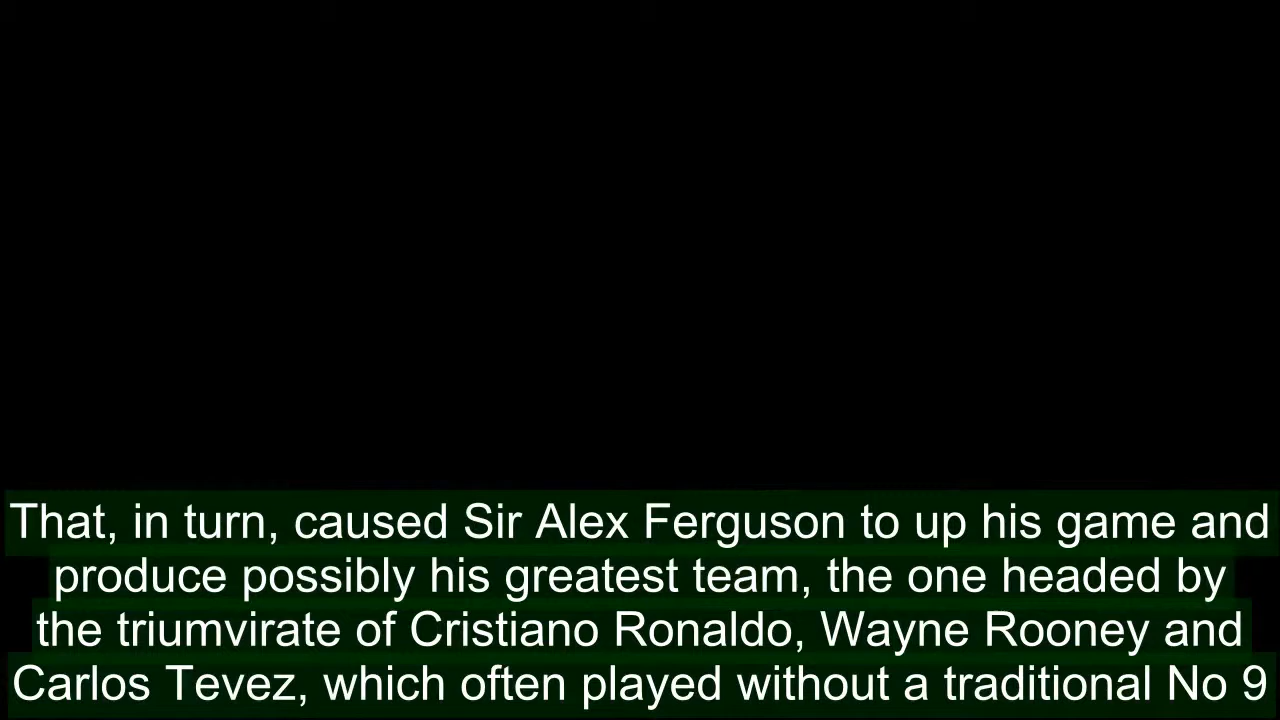 That, in turn, caused Sir Alex Ferguson to up his game and
produce possibly his greatest team, the one headed by
the triumvirate of Cristiano Ronaldo, Wayne Rooney and
Carlos Tevez, which often played without a traditional No 9